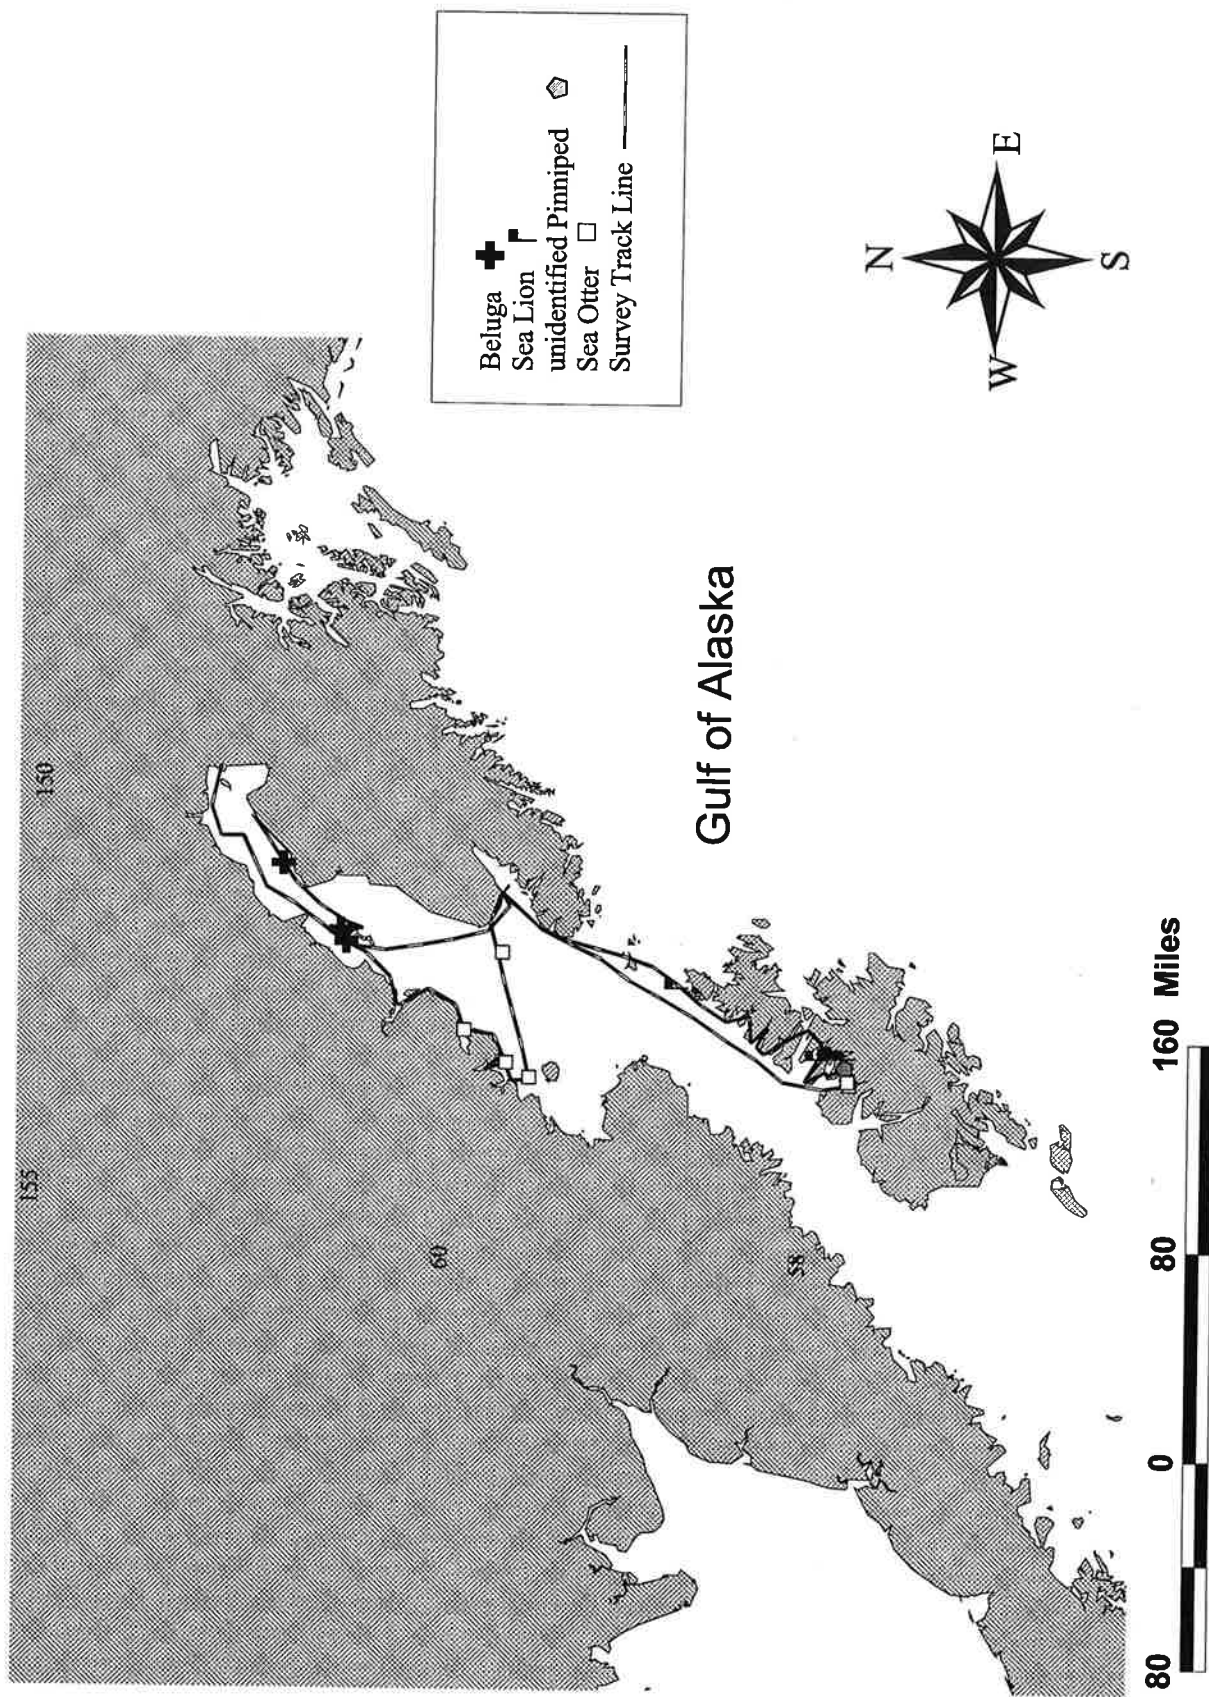 155
150
60
58
Gulf of Alaska
Beluga
Sea Lion
unidentified Pinniped
Sea Otter
Survey Track Line
N
W
E
S
80 0 80 160 Miles